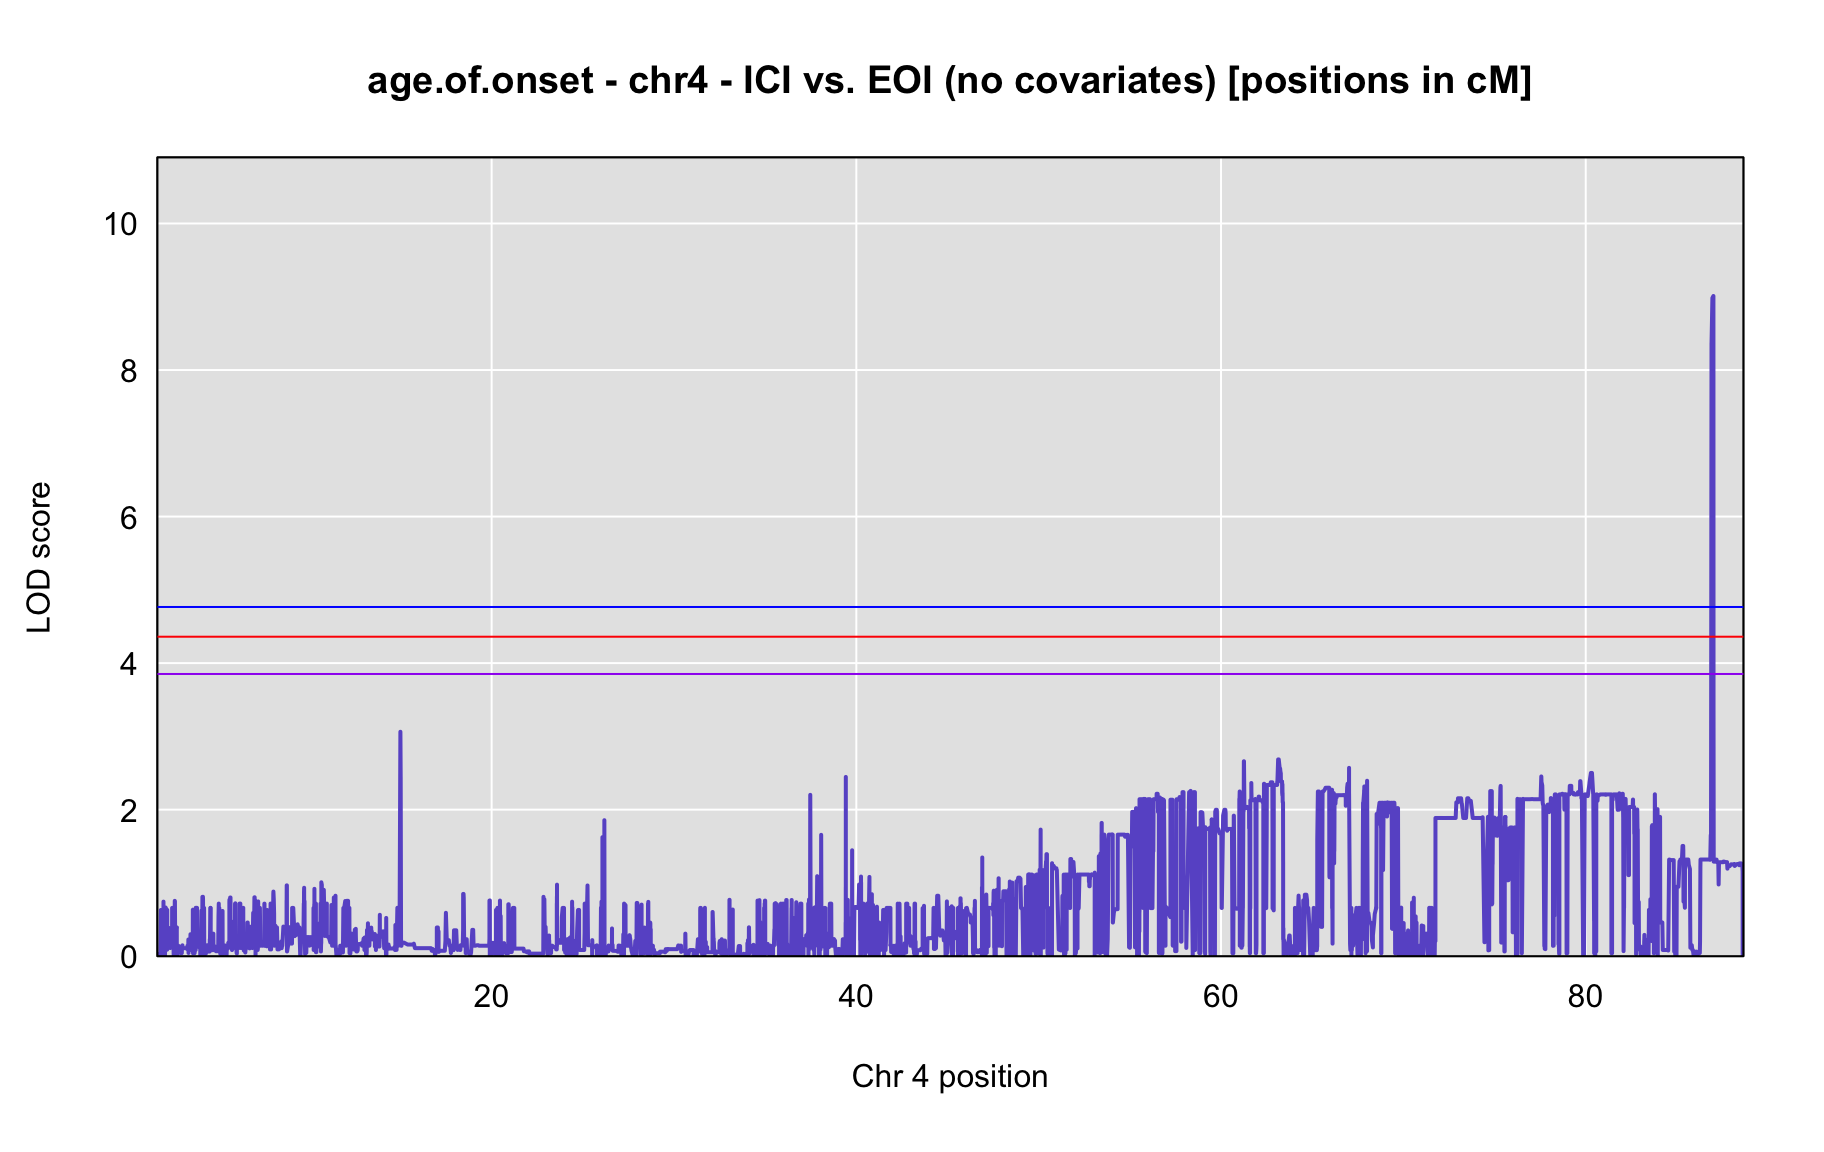 age.of.onset - chr4 - ICI vs. EOI (no covariates) [positions in cM]
10
8
6
4
2
0
LOD score
20 40 60 80
Chr 4 position